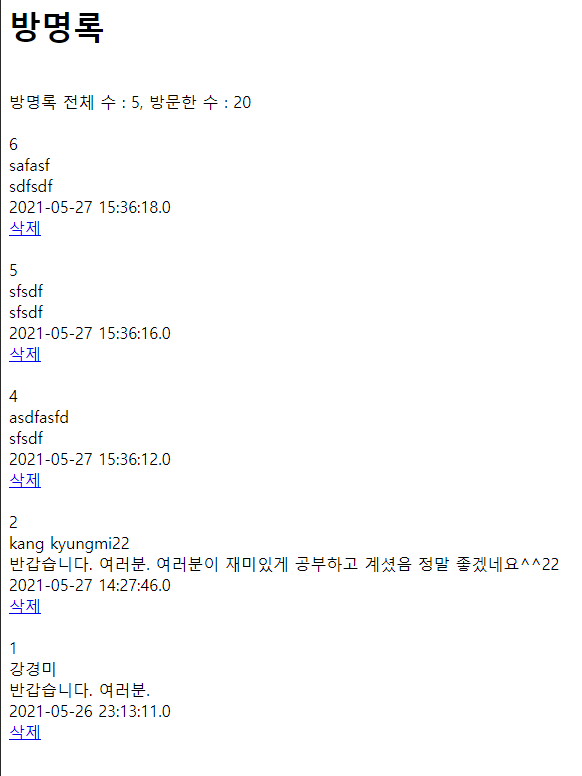 방명록
방명록 전체 수 : 5, 방문한 수 : 20
6
safasf
sdfsdf
2021-05-27 15:36:18.0
삭제
5
sfsdf
sfsdf
2021-05-27 15:36:16.0
삭제
4
asdfasfd
sfsdf
2021-05-27 15:36:12.0
삭제
2
kang kyungmi22
반갑습니다. 여러분. 여러분이 재미있게 공부하고 계셨음 정말 좋겠네요^^22
2021-05-27 14:27:46.0
삭제
1
강경미
반갑습니다. 여러분.
2021-05-26 23:13:11.0
삭제